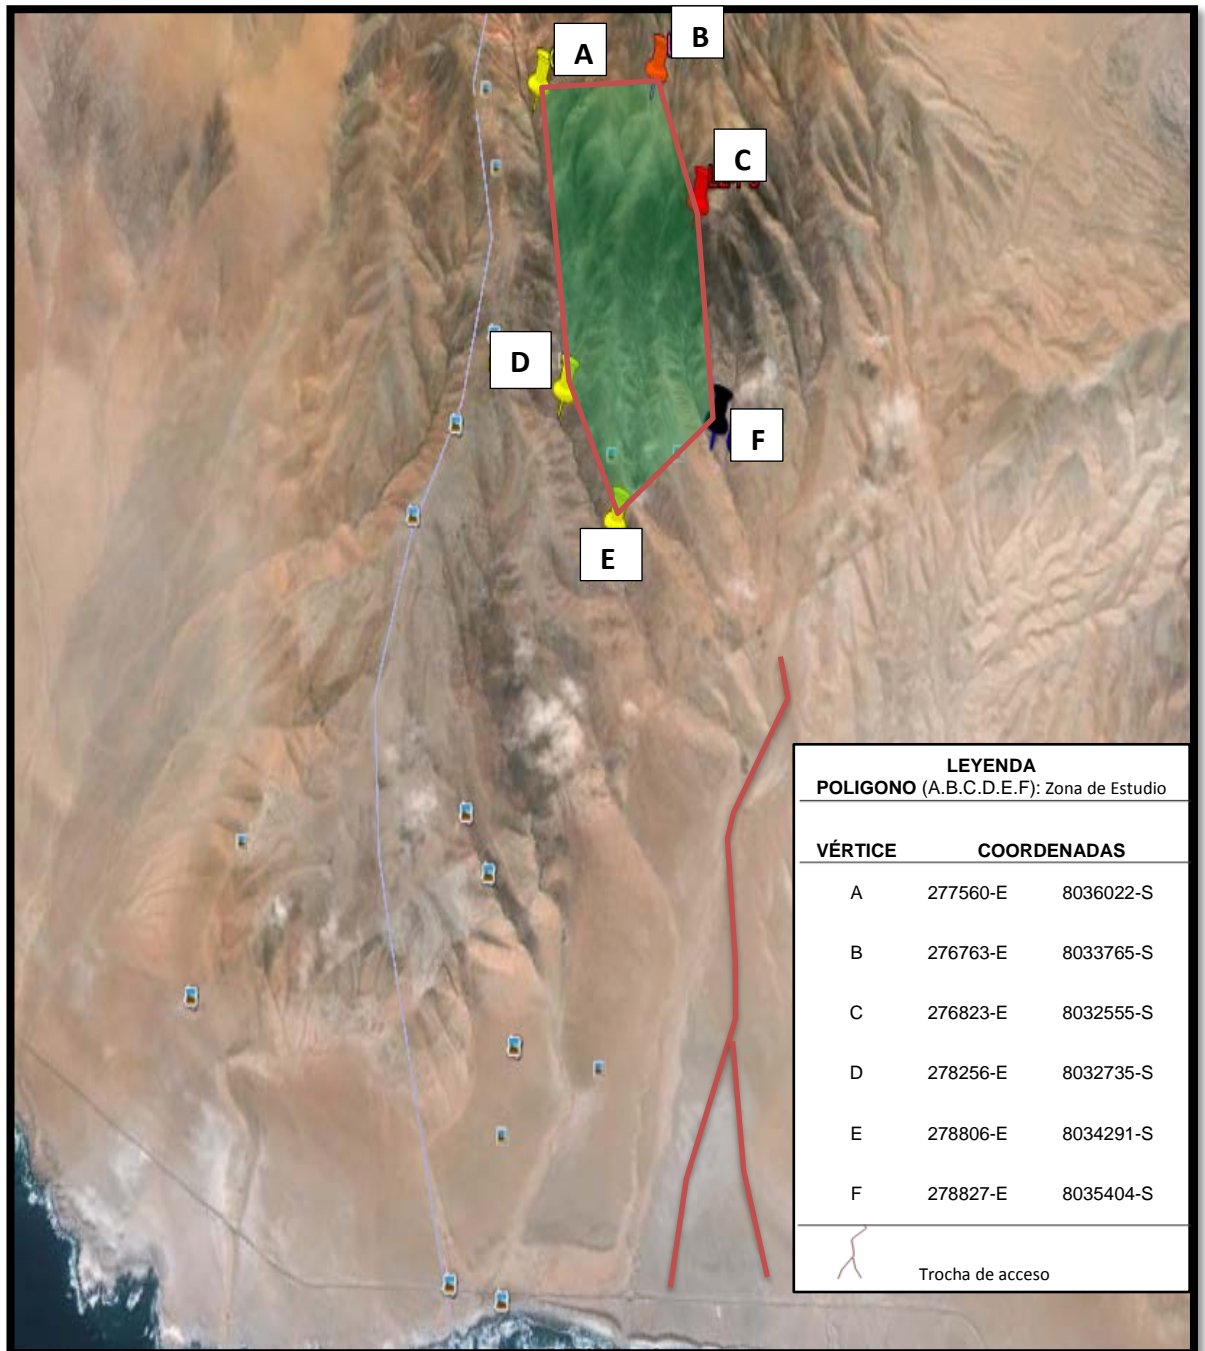 A
B
C
D
F
E
LEYENDA
POLIGONO (A.B.C.D.E.F): Zona de Estudio
VÉRTICE COORDENADAS
A 277560-E 8036022-S
B 276763-E 8033765-S
C 276823-E 8032555-S
D 278256-E 8032735-S
E 278806-E 8034291-S
F 278827-E 8035404-S
Trocha de acceso